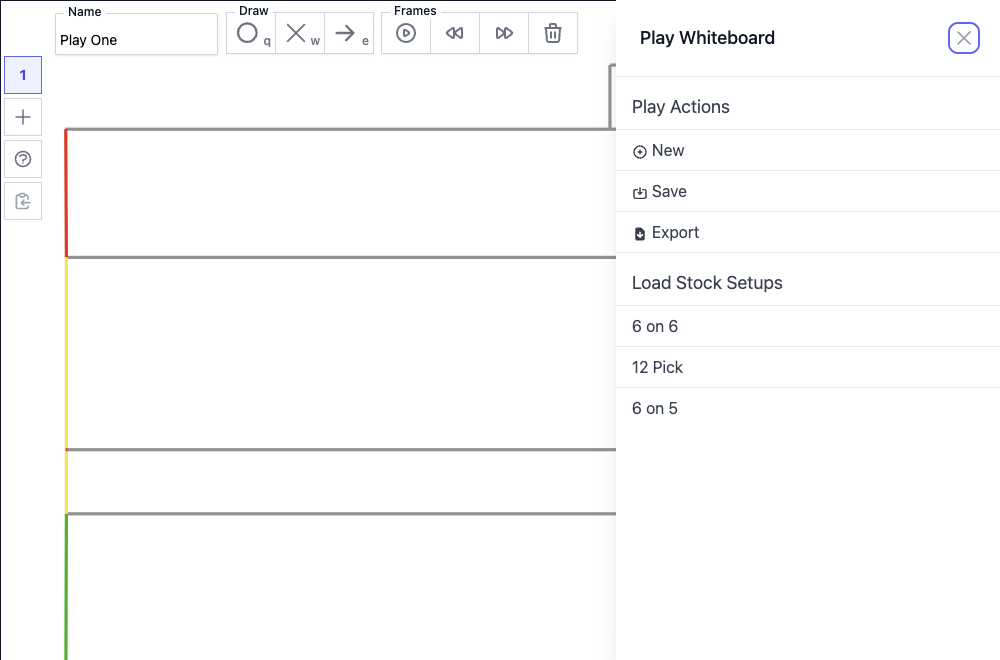 Name
Play One
Draw
q
w
e
Frames
1
Play Whiteboard
Play Actions
New
Save
Export
Load Stock Setups
6 on 6
12 Pick
6 on 5